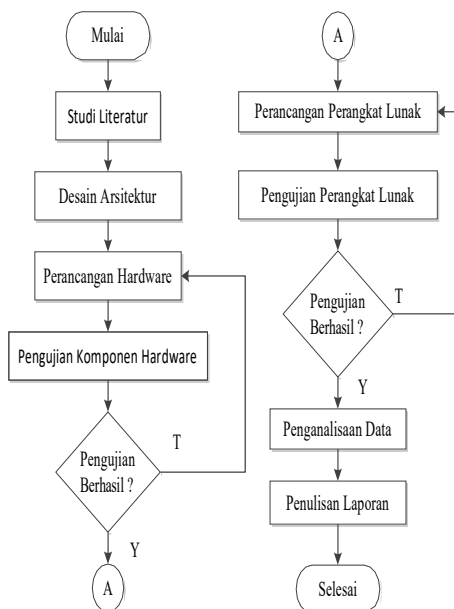 Mulai
Studi Literatur
Desain Arsitektur
Perancangan Hardware
Pengujian Komponen Hardware
Pengujian
Berhasil ?
T
Y
A
A
Perancangan Perangkat Lunak
Pengujian Perangkat Lunak
Pengujian
Berhasil ?
T
Y
Penganalisaan Data
Penulisan Laporan
Selesai